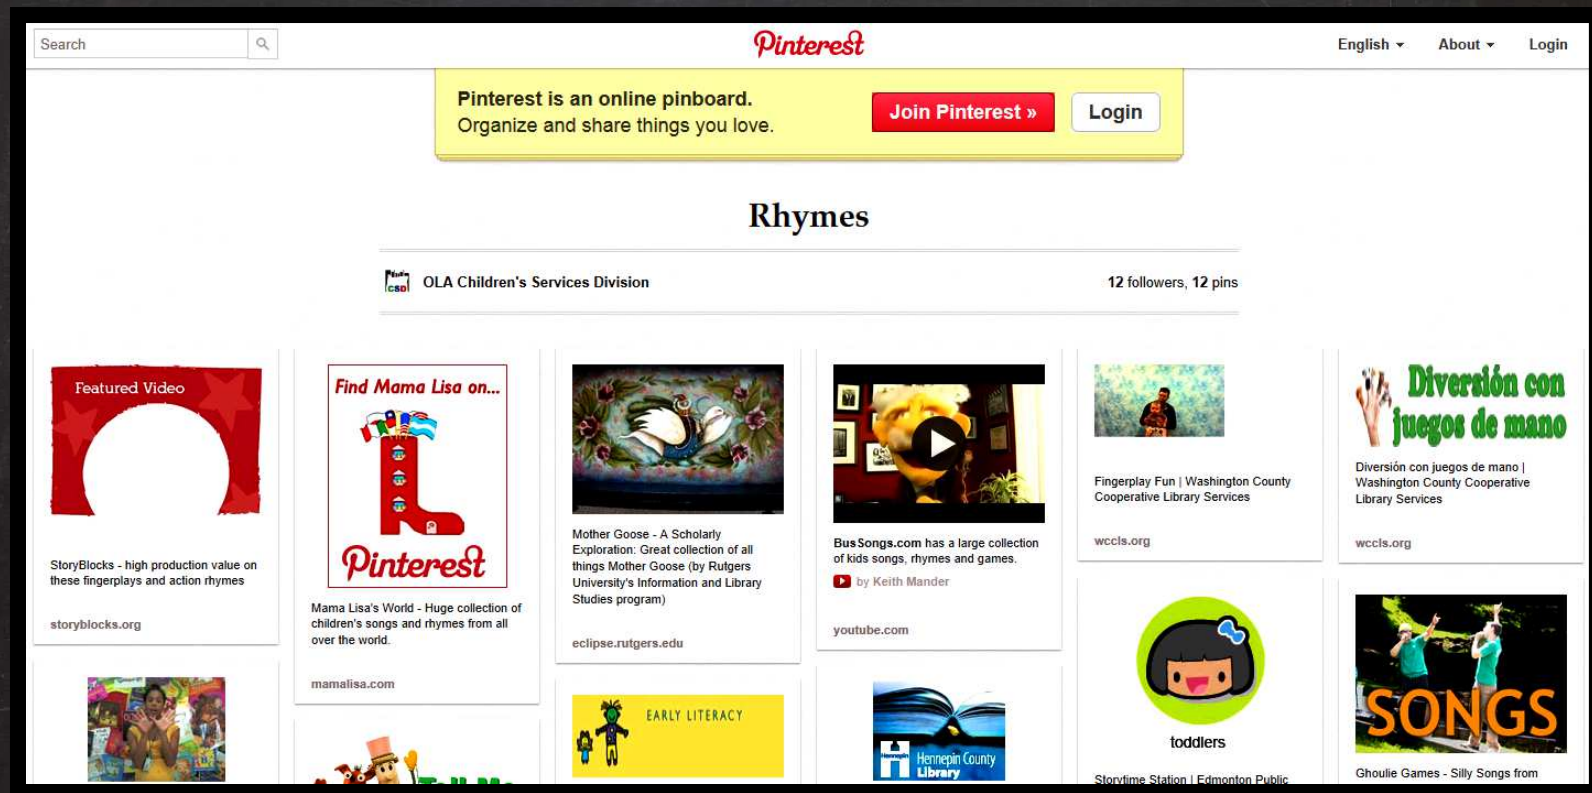 Search
Pinterest
English
About
Login
Pinterest is an online pinboard.
Organize and share things you love.
Join Pinterest »
Login
Rhymes
CSD
OLA Children's Services Division
12 followers, 12 pins
Featured Video
StoryBlocks - high production value on
these fingerplays and action rhymes
storyblocks.org
Find Mama Lisa on...
Pinterest
Mama Lisa's World - Huge collection of
children's songs and rhymes from all
over the world.
mamalisa.com
Mother Goose - A Scholarly
Exploration: Great collection of all
things Mother Goose (by Rutgers
University's Information and Library
Studies program)
eclipse.rutgers.edu
BusSongs.com has a large collection
of kids songs, rhymes and games.
by Keith Mander
youtube.com
Fingerplay Fun | Washington County
Cooperative Library Services
wccls.org
Diversión con
juegos de mano
Diversión con juegos de mano |
Washington County Cooperative
Library Services
wccls.org
Tell Me
EARLY LITERACY
Hennepin
Hennepin County
Library
toddlers
Storytime Station | Edmonton Public
SONGS
Ghoulie Games - Silly Songs from